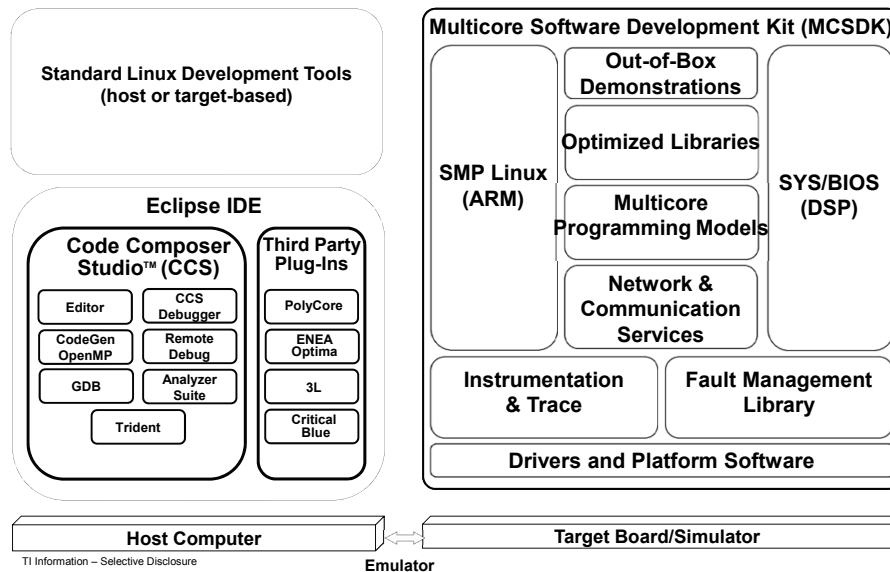 Standard Linux Development Tools
(host or target-based)
Eclipse IDE
Code Composer
Studio™ (CCS)
Editor
CCS
Debugger
CodeGen
OpenMP
Remote
Debug
GDB
Analyzer
Suite
Trident
Third Party
Plug-Ins
PolyCore
ENEA
Optima
3L
Critical
Blue
Host Computer
TI Information – Selective Disclosure
Emulator
Multicore Software Development Kit (MCSDK)
SMP Linux
(ARM)
Out-of-Box
Demonstrations
Optimized Libraries
Multicore
Programming Models
Network &
Communication
Services
SYS/BIOS
(DSP)
Instrumentation
& Trace
Fault Management
Library
Drivers and Platform Software
Target Board/Simulator